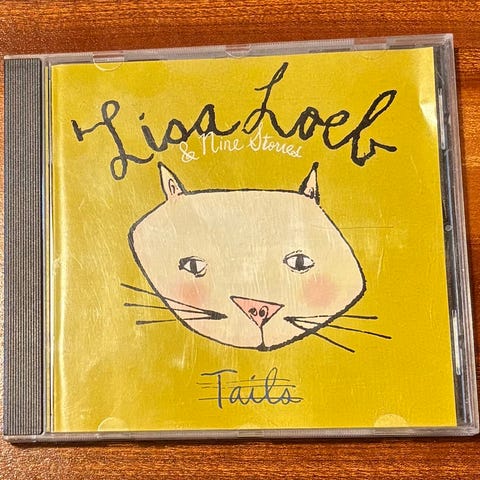 Lisa Loeb
& Nine Stories
Tails